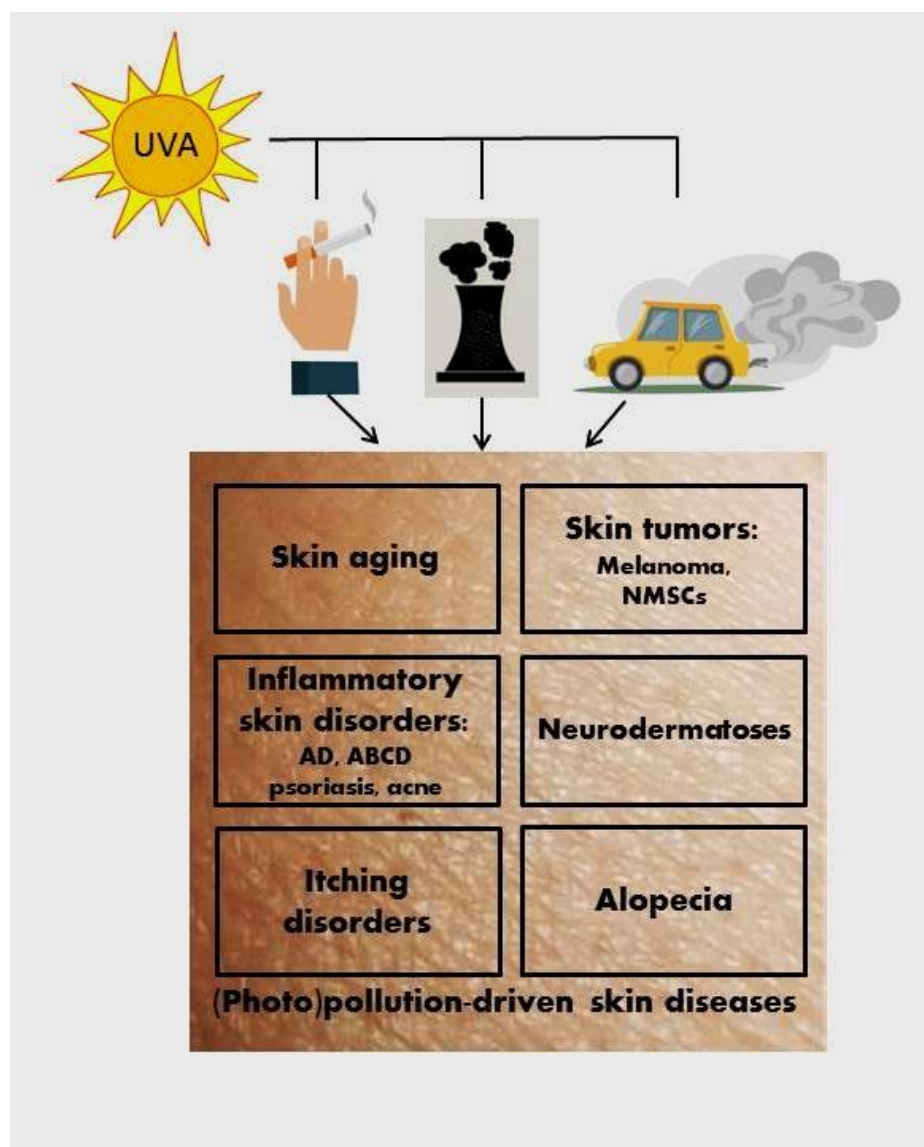 UVA
Skin aging
Skin tumors:
Melanoma,
NMSCs
Inflammatory
skin disorders:
AD, ABCD
psoriasis, acne
Neurodermatoses
Itching
disorders
Alopecia
(Photo)pollution-driven skin diseases